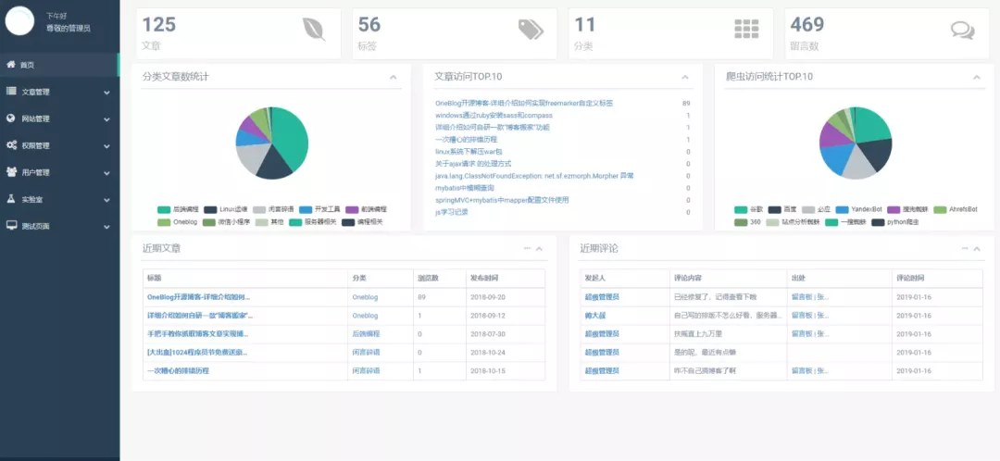 下午好
尊敬的管理员
首页
文章管理
网站管理
权限管理
用户管理
实验室
测试页面
125
文章
56
标签
11
分类
469
留言数
分类文章数统计
后端编程 Linux运维 闲言碎语 开发工具 前端编程
Oneblog 微信小程序 其他 服务器相关 编程相关
文章访问TOP.10
OneBlog开源博客-详细介绍如何实现freemarker自定义标签 89
windows通过ruby安装sass和compass 1
详细介绍如何自研一款"博客搬家"功能 1
一次糟心的排错历程 1
linux系统下解压war包 0
关于ajax请求 的处理方式 0
java.lang.ClassNotFoundException: net.sf.ezmorph.Morpher 异常 0
mybatis中模糊查询 0
springMVC+mybatis中mapper配置文件使用 0
js学习记录 0
爬虫访问统计TOP.10
谷歌 百度 必应 YandexBot 搜狗蜘蛛 AhrefsBot
360 站点分析蜘蛛 一搜蜘蛛 python爬虫
近期文章
标题 分类 浏览数 发布时间
OneBlog开源博客-详细介绍如何... Oneblog 89 2018-09-20
详细介绍如何自研一款"博客搬家"... Oneblog 1 2018-09-12
手把手教你抓取博客文章实现博... 后端编程 0 2018-07-30
[大出血]1024程序员节免费送... 闲言碎语 0 2018-10-24
一次糟心的排错历程 闲言碎语 1 2018-10-15
近期评论
发起人 评论内容 出处 评论时间
超级管理员 已经修复了，记得查看下哦 留言板 | 张... 2019-01-16
帅大叔 自己写的排版不怎么好看，服务器... 留言板 | 张... 2019-01-16
超级管理员 扶摇直上九万里 留言板 | 张... 2019-01-16
超级管理员 是的呢，最近有点懒 2019-01-16
超级管理员 咋不自己搞博客了啊 留言板 | 张... 2019-01-16